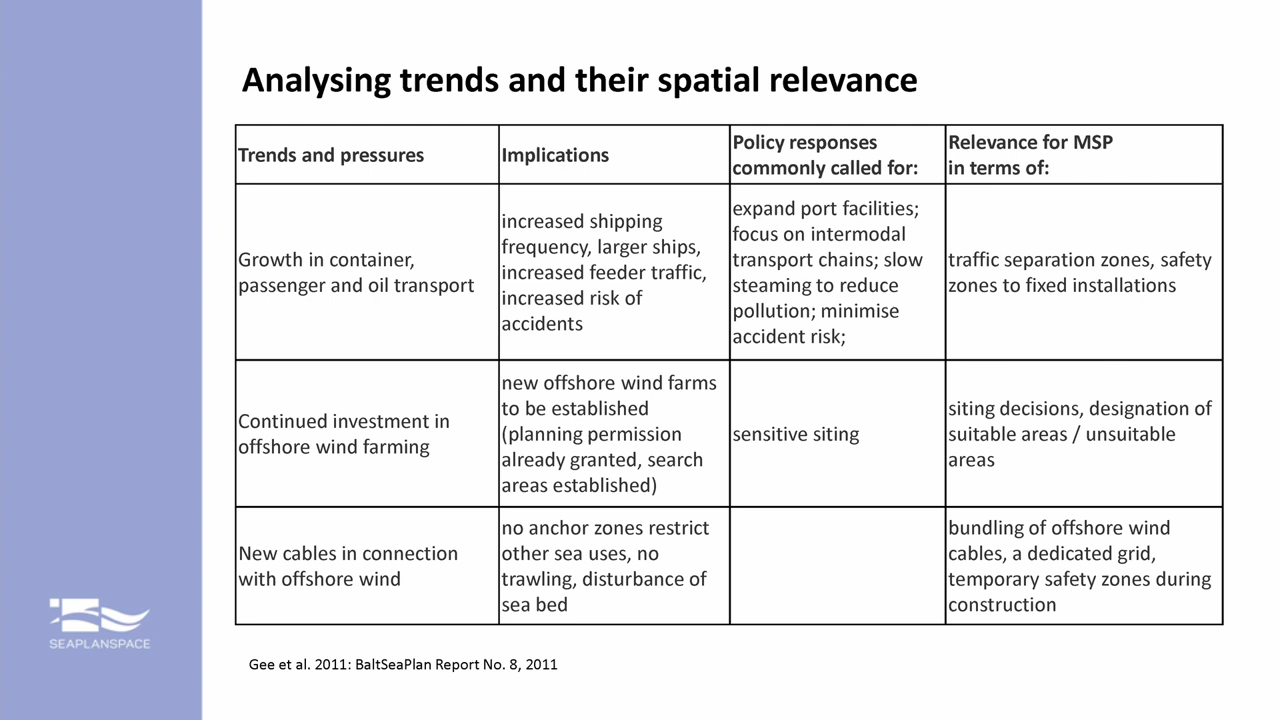 Analysing trends and their spatial relevance
Trends and pressures
Implications
Policy responses
commonly called for:
Relevance for MSP
in terms of:
Growth in container,
passenger and oil transport
increased shipping
frequency, larger ships,
increased feeder traffic,
increased risk of
accidents
expand port facilities;
focus on intermodal
transport chains; slow
steaming to reduce
pollution; minimise
accident risk;
traffic separation zones, safety
zones to fixed installations
Continued investment in
offshore wind farming
new offshore wind farms
to be established
(planning permission
already granted, search
areas established)
sensitive siting
siting decisions, designation of
suitable areas / unsuitable
areas
New cables in connection
with offshore wind
no anchor zones restrict
other sea uses, no
trawling, disturbance of
sea bed
bundling of offshore wind
cables, a dedicated grid,
temporary safety zones during
construction
SEAPLANSPACE
Gee et al. 2011: BaltSeaPlan Report No. 8, 2011